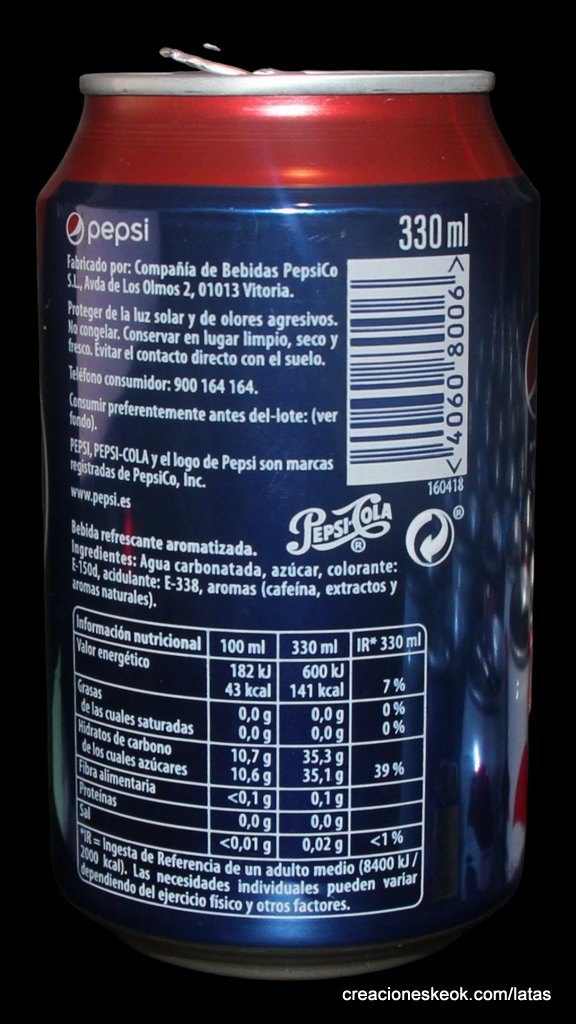 pepsi
330 ml
Fabricado por: Compañía de Bebidas PepsiCo
S.L., Avda de Los Olmos 2, 01013 Vitoria.
Proteger de la luz solar y de olores agresivos.
No congelar. Conservar en lugar limpio, seco y
fresco. Evitar el contacto directo con el suelo.
Teléfono consumidor: 900 164 164.
Consumir preferentemente antes del-lote: (ver
fondo).
PEPSI, PEPSI-COLA y el logo de Pepsi son marcas
registradas de PepsiCo, Inc.
www.pepsi.es
<4060 8006>
160418
PEPSI-COLA ®
®
Bebida refrescante aromatizada.
Ingredientes: Agua carbonatada, azúcar, colorante:
E-150d, acidulante: E-338, aromas (cafeína, extractos y
aromas naturales).
Información nutricional 100 ml 330 ml IR* 330 ml
Valor energético 182 kJ 600 kJ
43 kcal 141 kcal 7 %
Grasas 0,0 g 0,0 g 0 %
de las cuales saturadas 0,0 g 0,0 g 0 %
Hidratos de carbono 10,7 g 35,3 g
de los cuales azúcares 10,6 g 35,1 g 39 %
Fibra alimentaria <0,1 g 0,1 g
Proteínas 0,0 g 0,0 g
Sal <0,01 g 0,02 g <1 %
*IR = Ingesta de Referencia de un adulto medio (8400 kJ /
2000 kcal). Las necesidades individuales pueden variar
dependiendo del ejercicio físico y otros factores.
creacioneskeok.com/latas